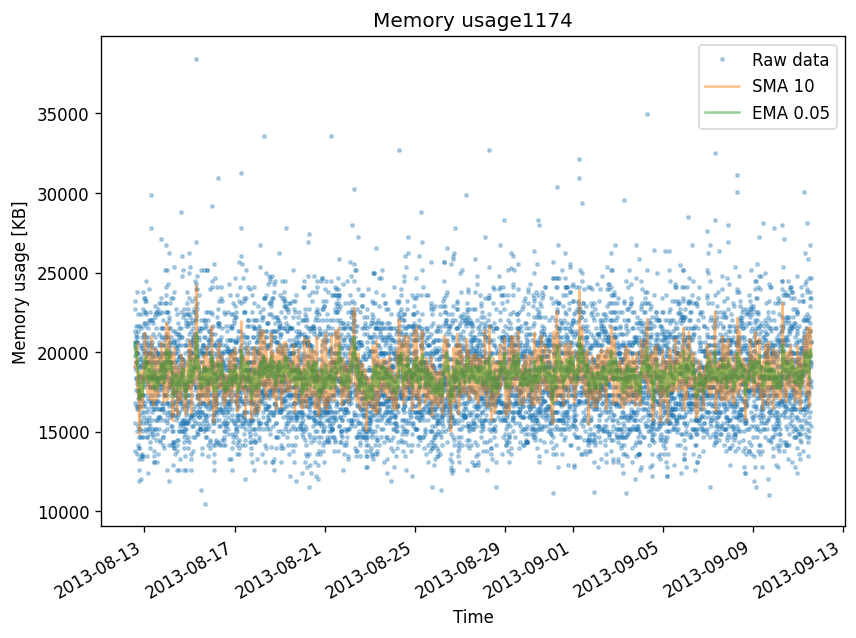 Memory usage1174
Raw data
SMA 10
EMA 0.05
Memory usage [KB]
35000
30000
25000
20000
15000
10000
2013-08-13
2013-08-17
2013-08-21
2013-08-25
2013-08-29
2013-09-01
2013-09-05
2013-09-09
2013-09-13
Time